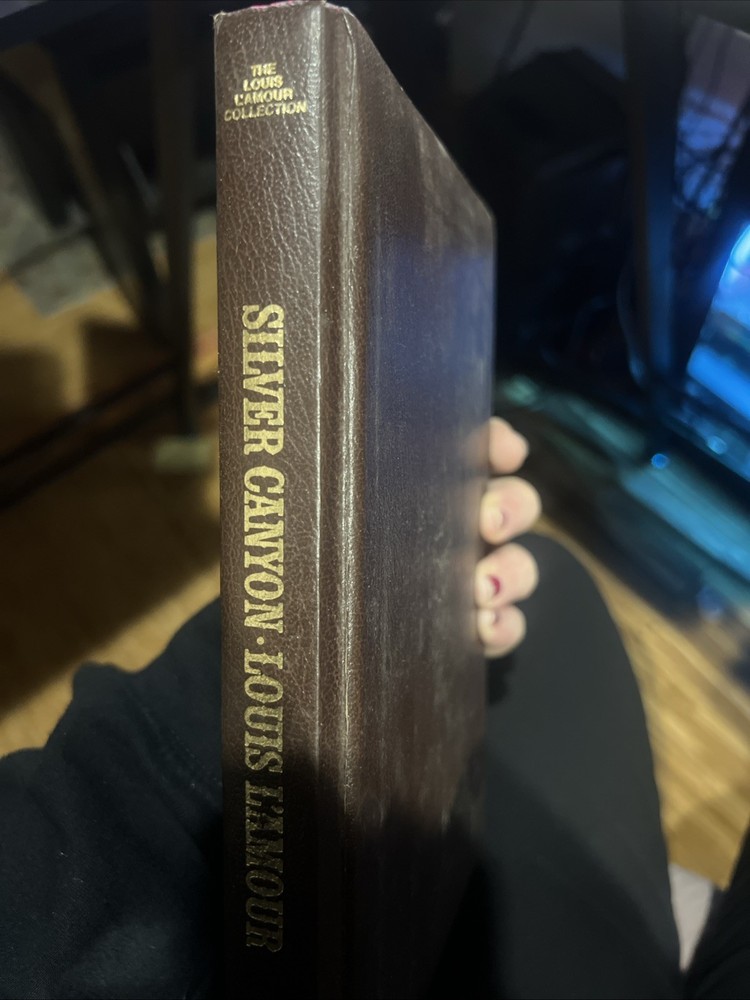 THE
LOUIS
L'AMOUR
COLLECTION
SILVER CANYON · LOUIS L'AMOUR